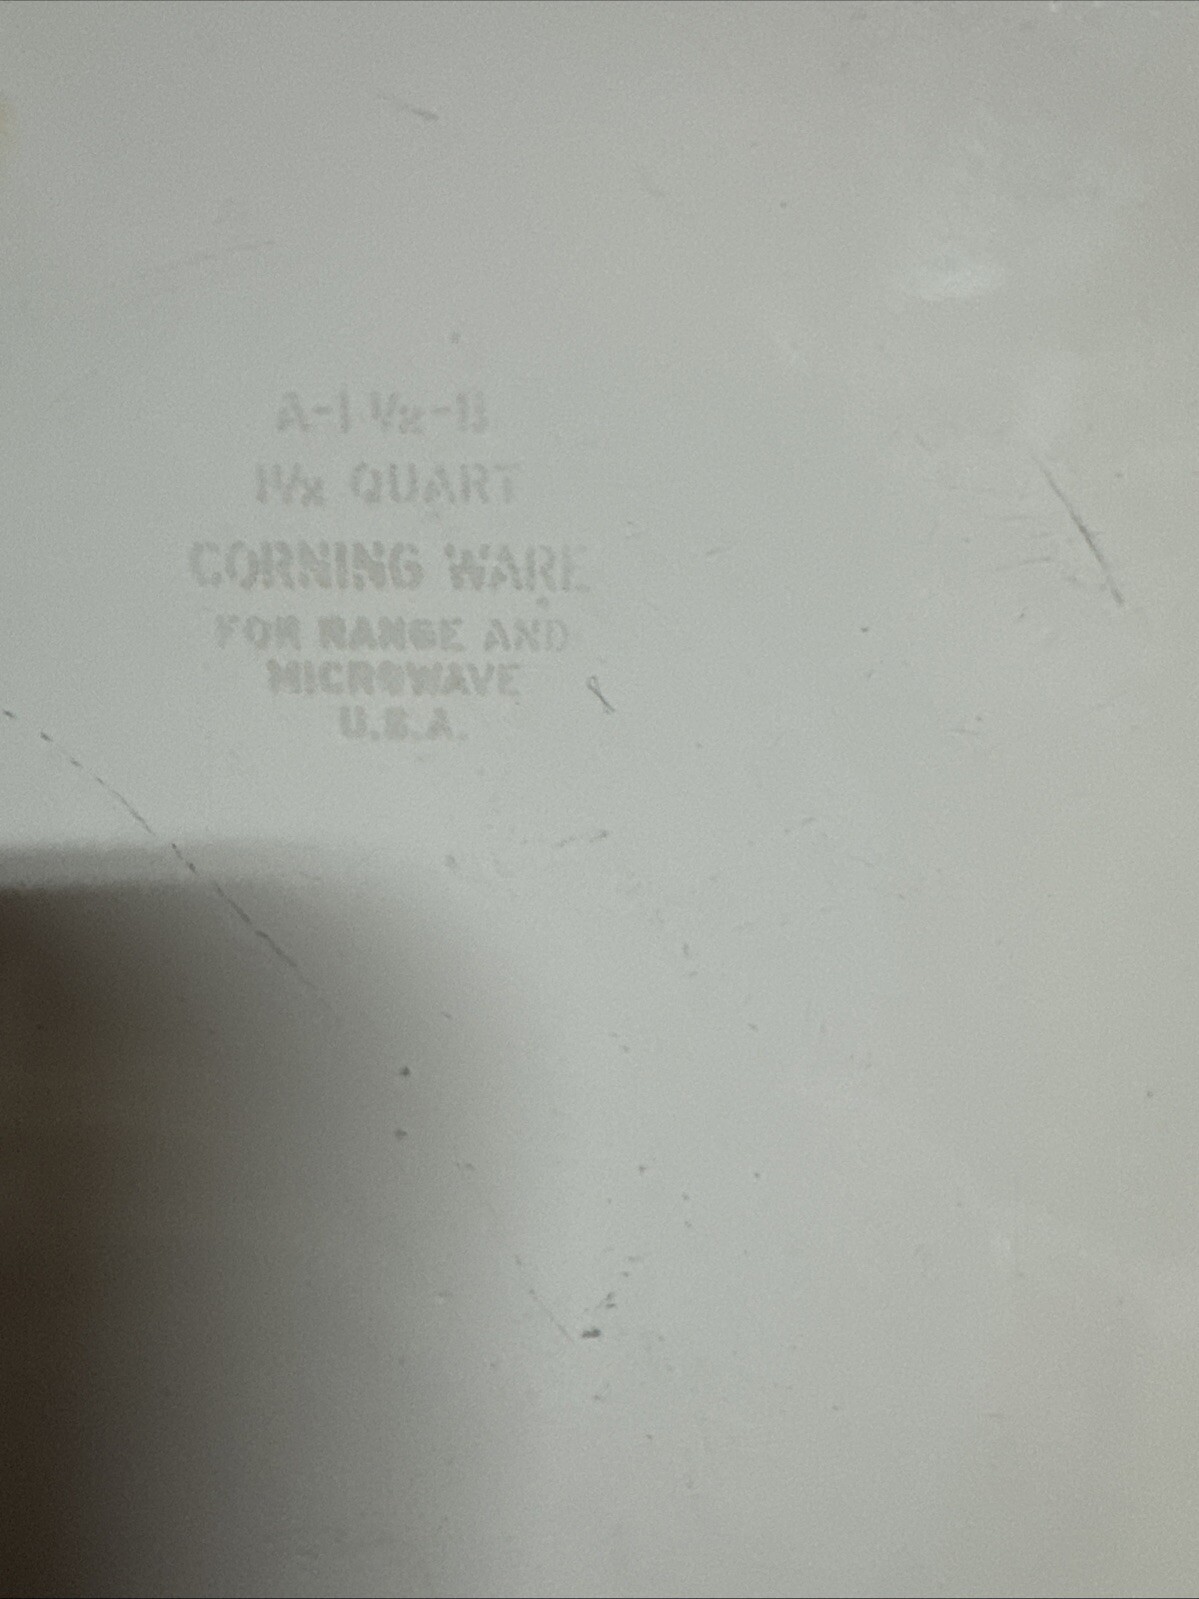 A-1 1/2-B
1 1/2 QUART
CORNING WARE
FOR RANGE AND
MICROWAVE
U.S.A.